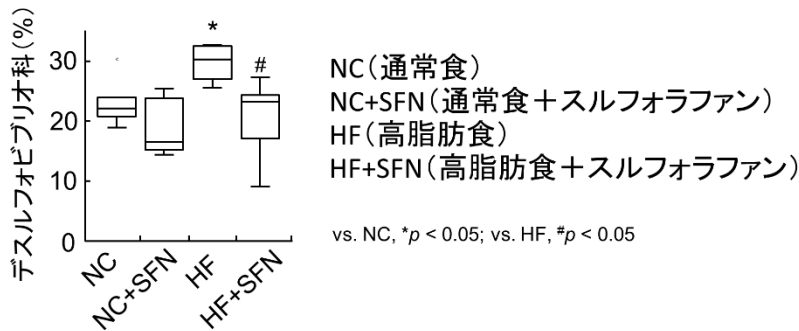 デスルフォビブリオ科(%)
30
20
10
0
*
#
NC
NC+SFN
HF
HF+SFN
NC(通常食)
NC+SFN(通常食+スルフォラファン)
HF(高脂肪食)
HF+SFN(高脂肪食+スルフォラファン)
vs. NC, *p < 0.05; vs. HF, #p < 0.05